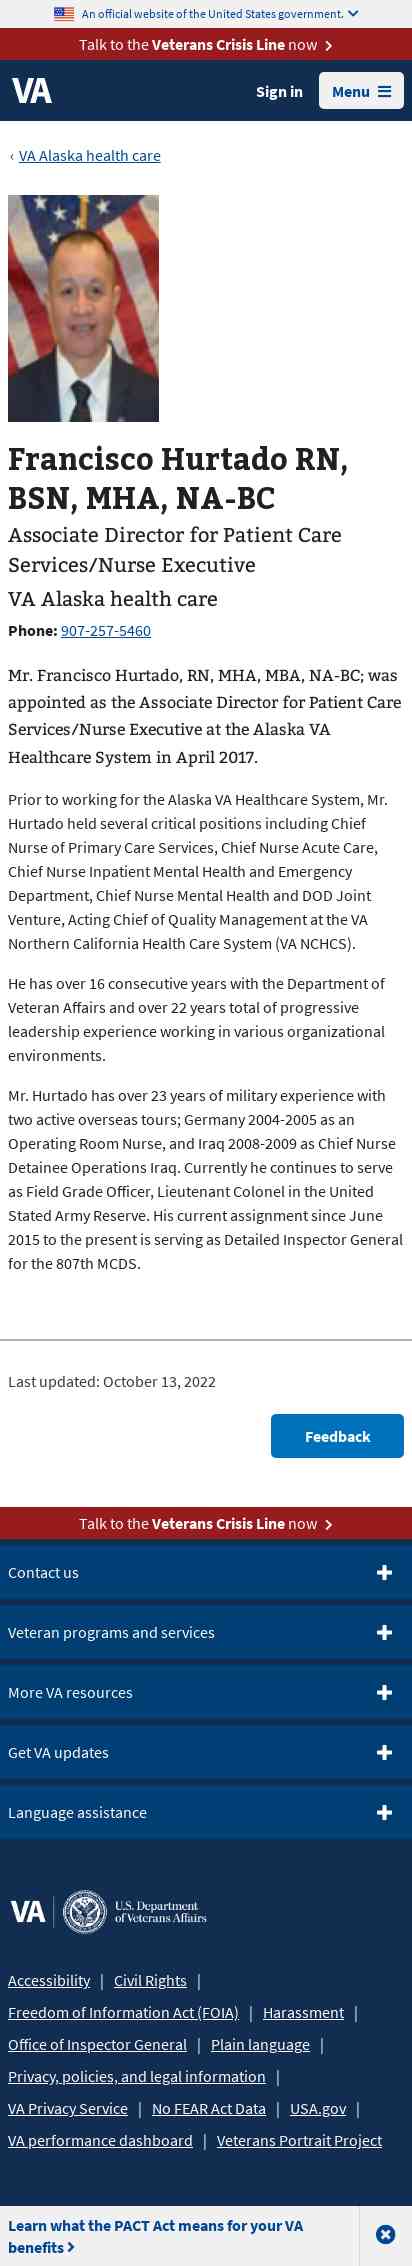 An official website of the United States government.
Talk to the Veterans Crisis Line now
VA
Sign in
Menu
‹ VA Alaska health care
Francisco Hurtado RN,
BSN, MHA, NA-BC
Associate Director for Patient Care
Services/Nurse Executive
VA Alaska health care
Phone: 907-257-5460
Mr. Francisco Hurtado, RN, MHA, MBA, NA-BC; was
appointed as the Associate Director for Patient Care
Services/Nurse Executive at the Alaska VA
Healthcare System in April 2017.
Prior to working for the Alaska VA Healthcare System, Mr.
Hurtado held several critical positions including Chief
Nurse of Primary Care Services, Chief Nurse Acute Care,
Chief Nurse Inpatient Mental Health and Emergency
Department, Chief Nurse Mental Health and DOD Joint
Venture, Acting Chief of Quality Management at the VA
Northern California Health Care System (VA NCHCS).
He has over 16 consecutive years with the Department of
Veteran Affairs and over 22 years total of progressive
leadership experience working in various organizational
environments.
Mr. Hurtado has over 23 years of military experience with
two active overseas tours; Germany 2004-2005 as an
Operating Room Nurse, and Iraq 2008-2009 as Chief Nurse
Detainee Operations Iraq. Currently he continues to serve
as Field Grade Officer, Lieutenant Colonel in the United
Stated Army Reserve. His current assignment since June
2015 to the present is serving as Detailed Inspector General
for the 807th MCDS.
Last updated: October 13, 2022
Feedback
Talk to the Veterans Crisis Line now
Contact us
Veteran programs and services
More VA resources
Get VA updates
Language assistance
VA
U.S. Department
of Veterans Affairs
Accessibility | Civil Rights |
Freedom of Information Act (FOIA) | Harassment |
Office of Inspector General | Plain language |
Privacy, policies, and legal information |
VA Privacy Service | No FEAR Act Data | USA.gov |
VA performance dashboard | Veterans Portrait Project
Learn what the PACT Act means for your VA
benefits